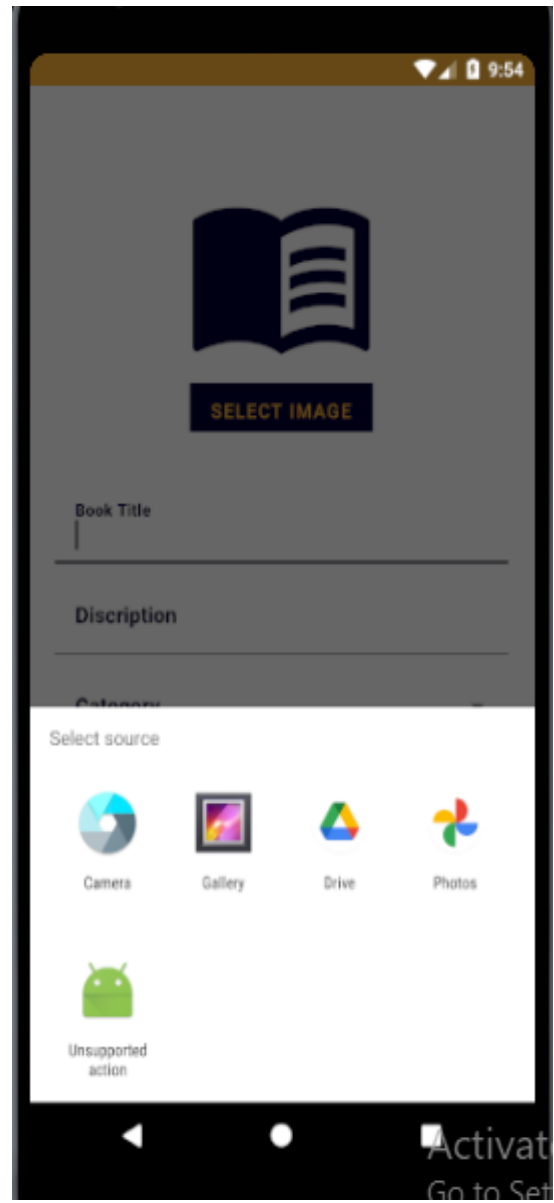 9:54
SELECT IMAGE
Book Title
Discription
Category
Select source
Camera
Gallery
Drive
Photos
Unsupported
action
Activat
Go to Set